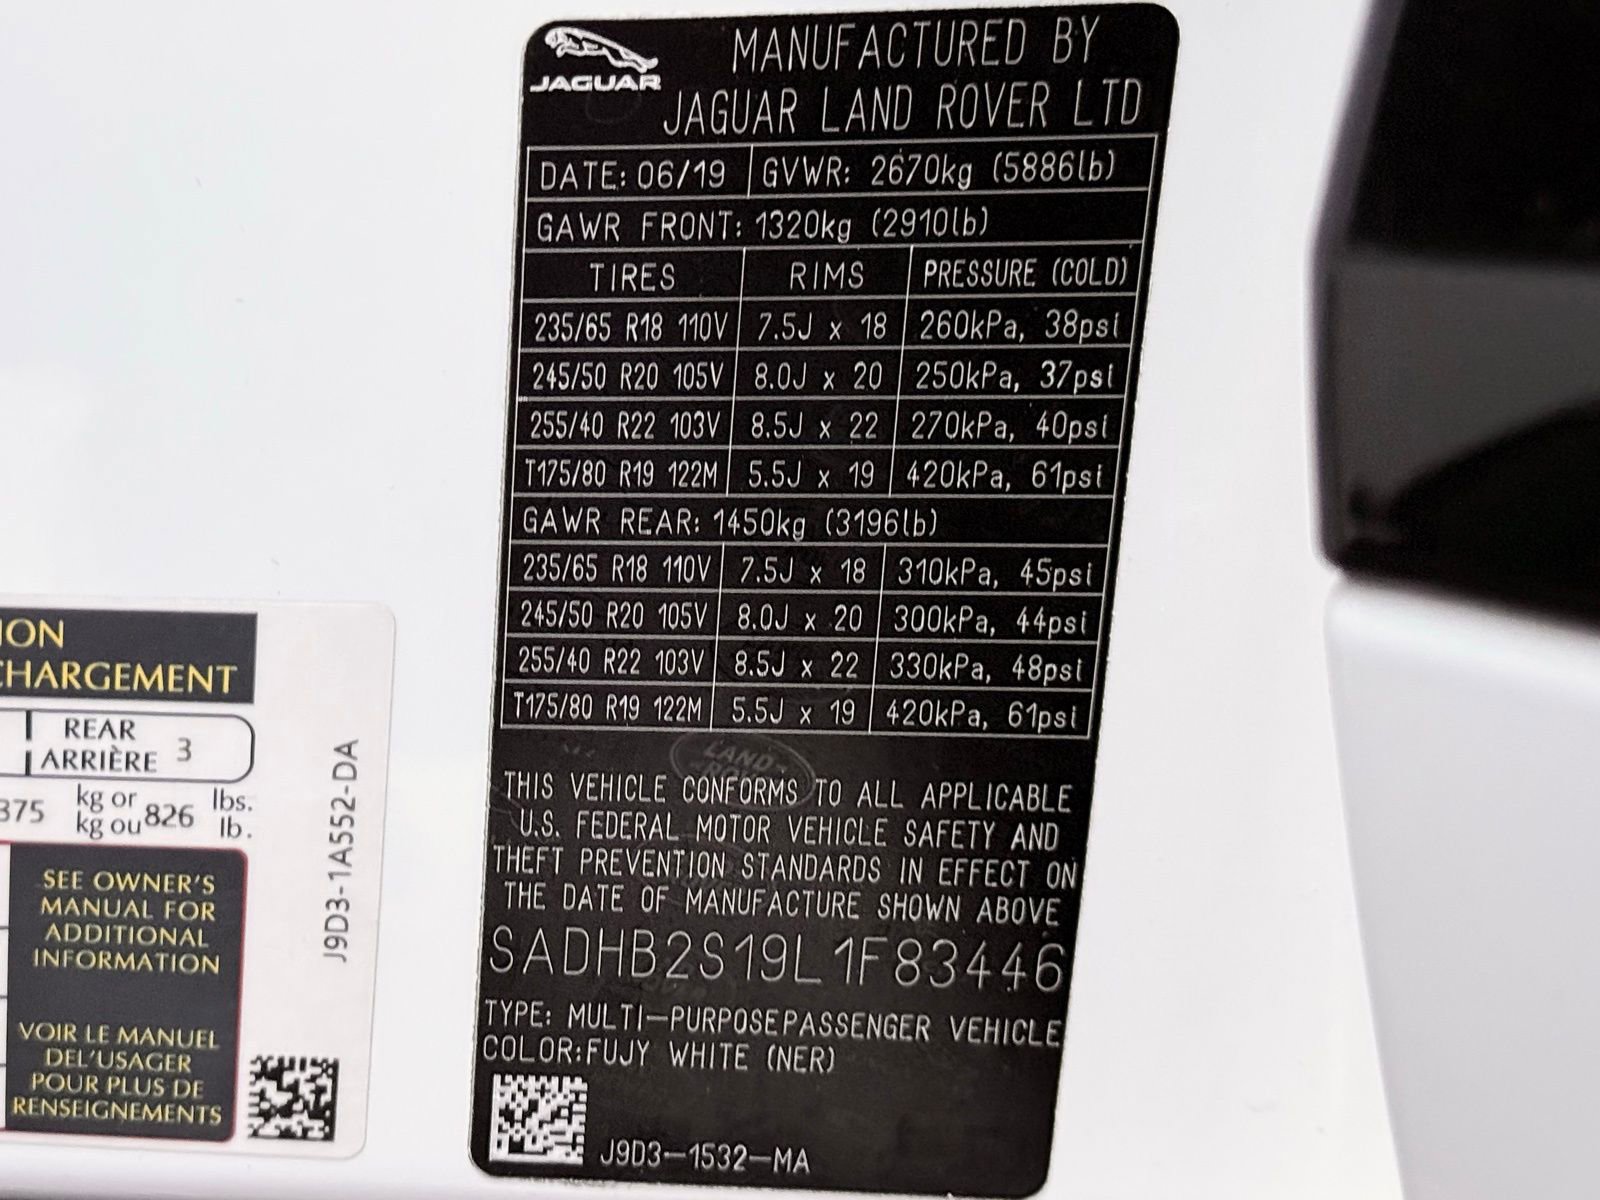 JAGUAR
MANUFACTURED BY
JAGUAR LAND ROVER LTD
DATE: 06/19 GVWR: 2670kg (5886lb)
GAWR FRONT: 1320kg (2910lb)
TIRES RIMS PRESSURE (COLD)
235/65 R18 110V 7.5J x 18 260kPa, 38psi
245/50 R20 105V 8.0J x 20 250kPa, 37psi
255/40 R22 103V 8.5J x 22 270kPa, 40psi
T175/80 R19 122M 5.5J x 19 420kPa, 61psi
GAWR REAR: 1450kg (3196lb)
235/65 R18 110V 7.5J x 18 310kPa, 45psi
245/50 R20 105V 8.0J x 20 300kPa, 44psi
255/40 R22 103V 8.5J x 22 330kPa, 48psi
T175/80 R19 122M 5.5J x 19 420kPa, 61psi
THIS VEHICLE CONFORMS TO ALL APPLICABLE
U.S. FEDERAL MOTOR VEHICLE SAFETY AND
THEFT PREVENTION STANDARDS IN EFFECT ON
THE DATE OF MANUFACTURE SHOWN ABOVE
SADHB2S19L1F83446
TYPE: MULTI-PURPOSEPASSENGER VEHICLE
COLOR:FUJY WHITE (NER)
J9D3-1532-MA
ION
CHARGEMENT
REAR
ARRIÈRE 3
375 kg or 826 lbs.
kg ou lb.
SEE OWNER'S
MANUAL FOR
ADDITIONAL
INFORMATION
VOIR LE MANUEL
DEL'USAGER
POUR PLUS DE
RENSEIGNEMENTS
J9D3-1A552-DA